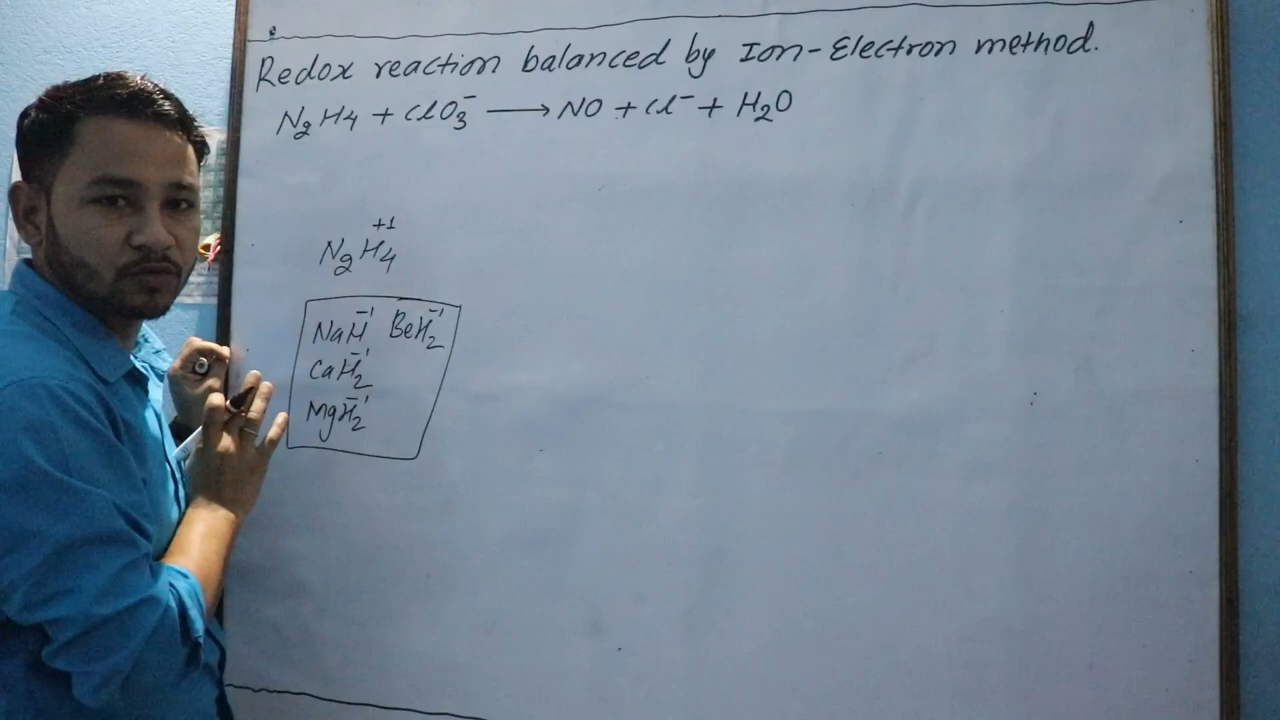 Redox reaction balanced by Ion-Electron method.
N₂H₄ + ClO₃⁻ ⟶ NO + Cl⁻ + H₂O
+1
N₂H₄
NaH⁻¹ BeH₂⁻¹
CaH₂⁻¹
MgH₂⁻¹